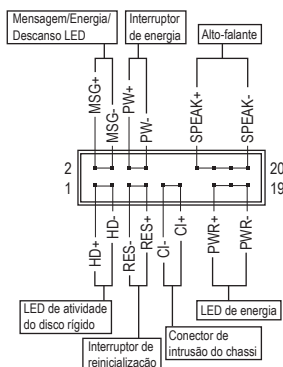 Mensagem/Energia/
Descanso LED
Interruptor
de energia
Alto-falante
MSG+
MSG-
PW+
PW-
SPEAK+
SPEAK-
2
20
1
19
HD+
HD-
RES-
RES+
CI-
CI+
PWR+
PWR-
LED de atividade
do disco rígido
Interruptor de
reinicialização
Conector de
intrusão do chassi
LED de energia